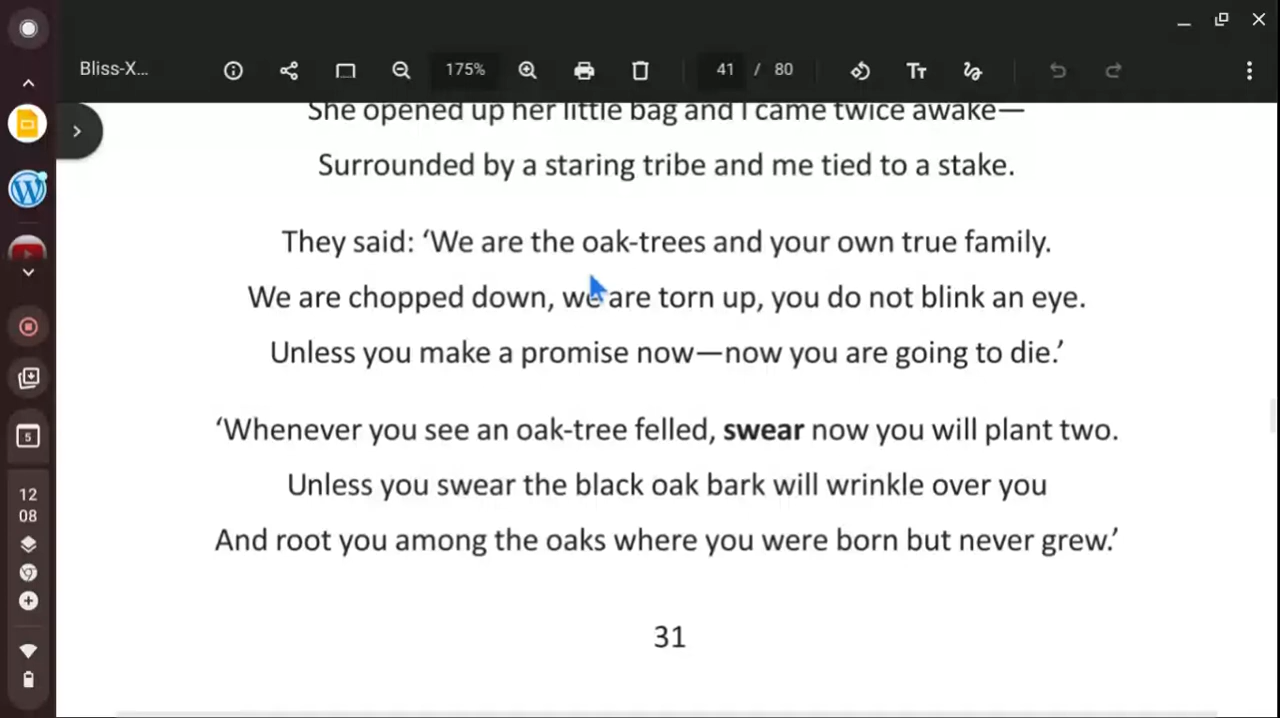 Bliss-X...
175%
41 / 80
She opened up her little bag and I came twice awake—
Surrounded by a staring tribe and me tied to a stake.
They said: ‘We are the oak-trees and your own true family.
We are chopped down, we are torn up, you do not blink an eye.
Unless you make a promise now—now you are going to die.’
‘Whenever you see an oak-tree felled, swear now you will plant two.
Unless you swear the black oak bark will wrinkle over you
And root you among the oaks where you were born but never grew.’
31
5
12
08